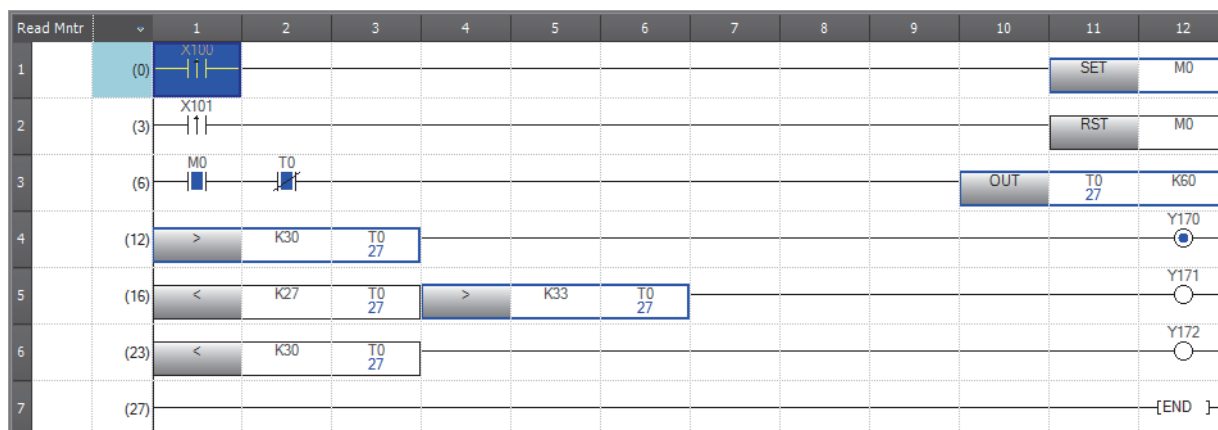 Read Mntr 1 2 3 4 5 6 7 8 9 10 11 12
X100
1 (0) SET M0
X101
2 (3) RST M0
M0 T0
3 (6) OUT T0 K60
27
Y170
4 (12) > K30 T0
27
Y171
5 (16) < K27 T0 > K33 T0
27 27
Y172
6 (23) < K30 T0
27
7 (27) [END ]